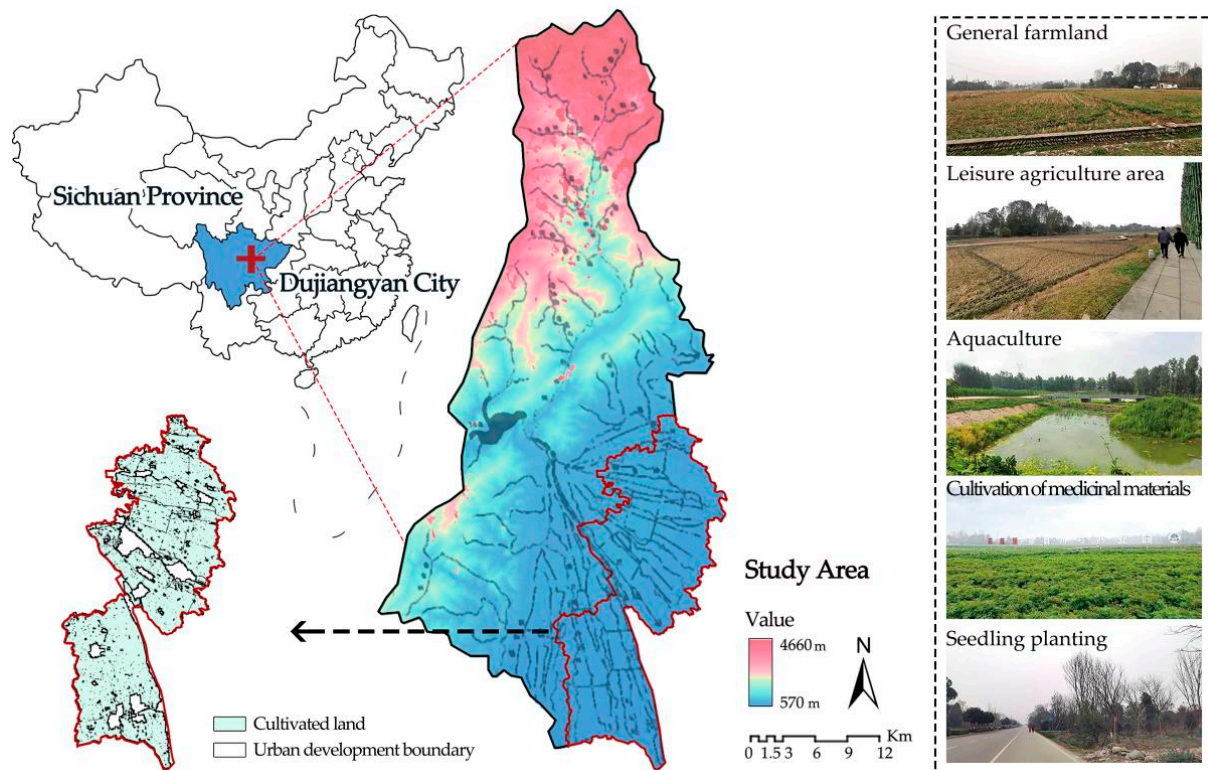 Sichuan Province
Dujiangyan City
Study Area
Value
4660 m
570 m
N
Km
0 1.5 3 6 9 12
Cultivated land
Urban development boundary
General farmland
Leisure agriculture area
Aquaculture
Cultivation of medicinal materials
Seedling planting